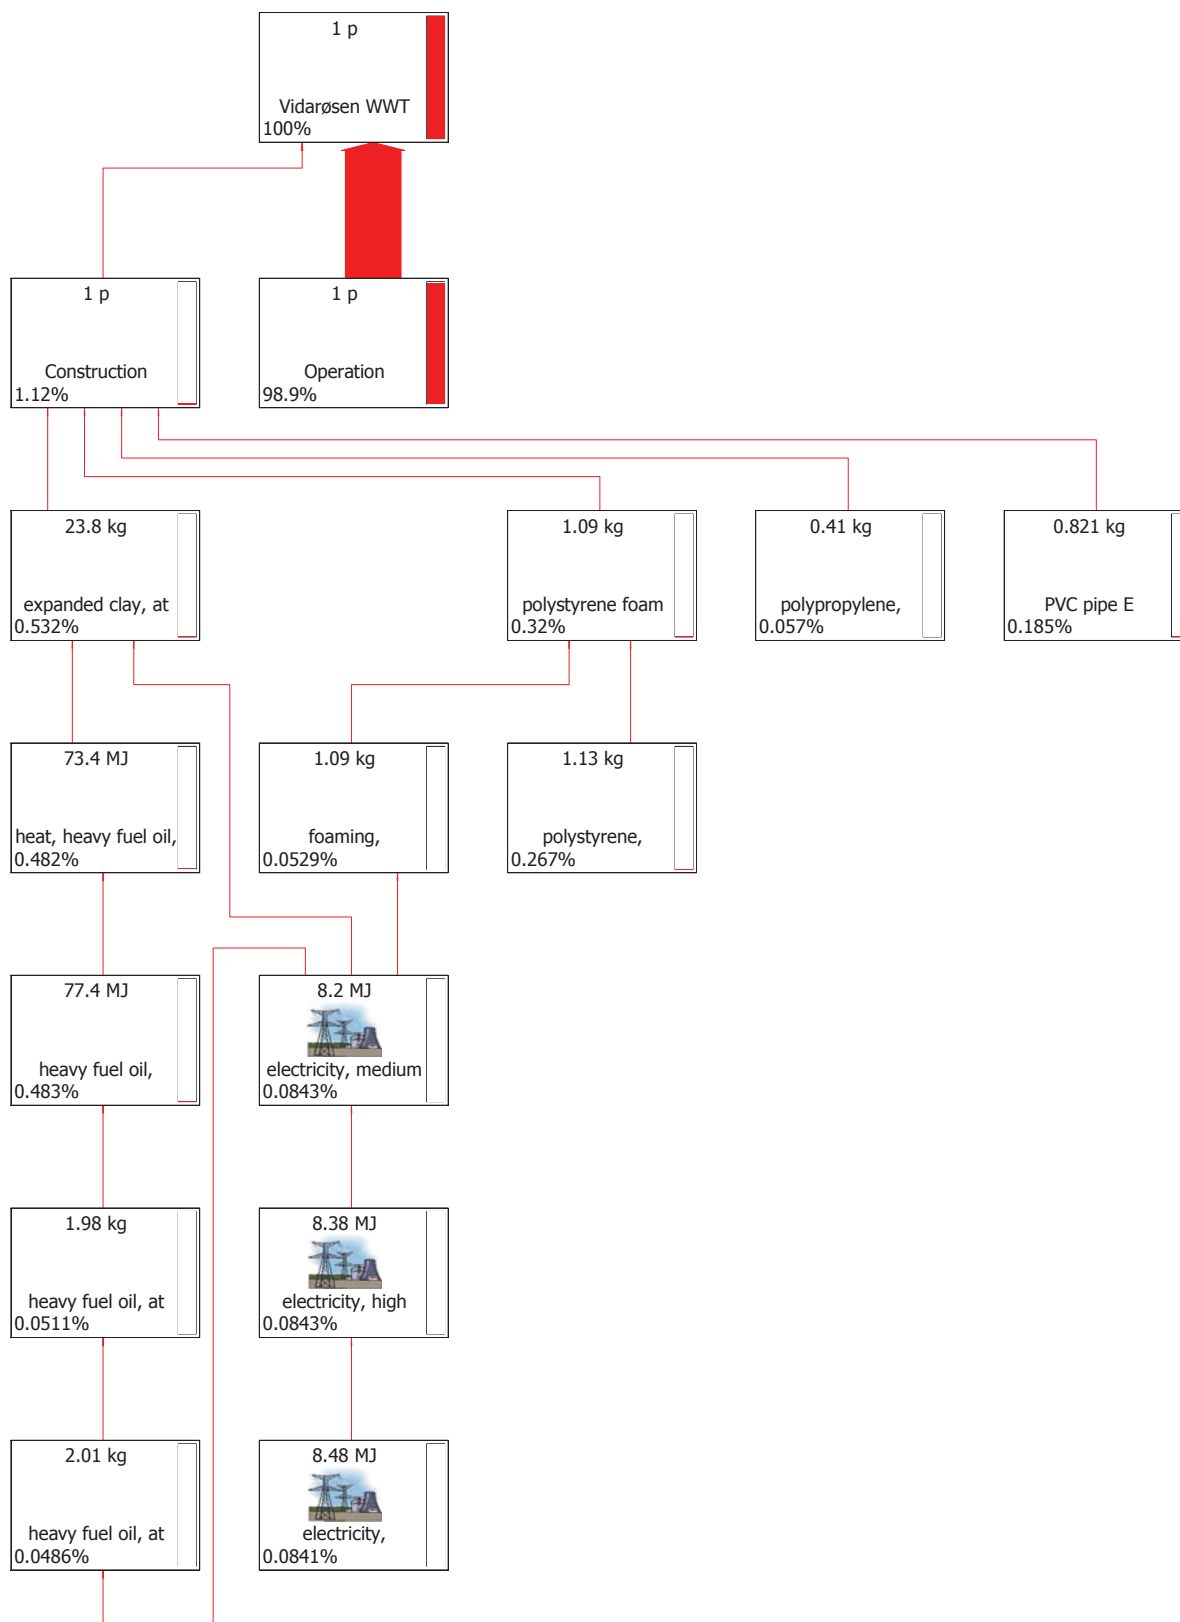 1 p
Vidarøsen WWT
100%
1 p
Construction
1.12%
1 p
Operation
98.9%
23.8 kg
expanded clay, at
0.532%
1.09 kg
polystyrene foam
0.32%
0.41 kg
polypropylene,
0.057%
0.821 kg
PVC pipe E
0.185%
73.4 MJ
heat, heavy fuel oil,
0.482%
1.09 kg
foaming,
0.0529%
1.13 kg
polystyrene,
0.267%
77.4 MJ
heavy fuel oil,
0.483%
8.2 MJ
electricity, medium
0.0843%
1.98 kg
heavy fuel oil, at
0.0511%
8.38 MJ
electricity, high
0.0843%
2.01 kg
heavy fuel oil, at
0.0486%
8.48 MJ
electricity,
0.0841%